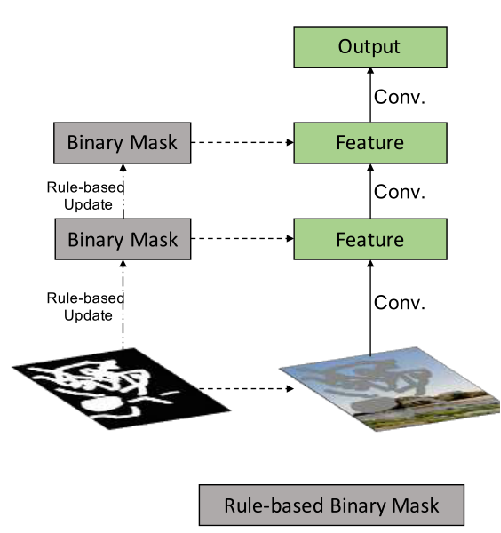 Output
Conv.
Binary Mask
Feature
Rule-based
Update
Conv.
Binary Mask
Feature
Rule-based
Update
Conv.
Rule-based Binary Mask